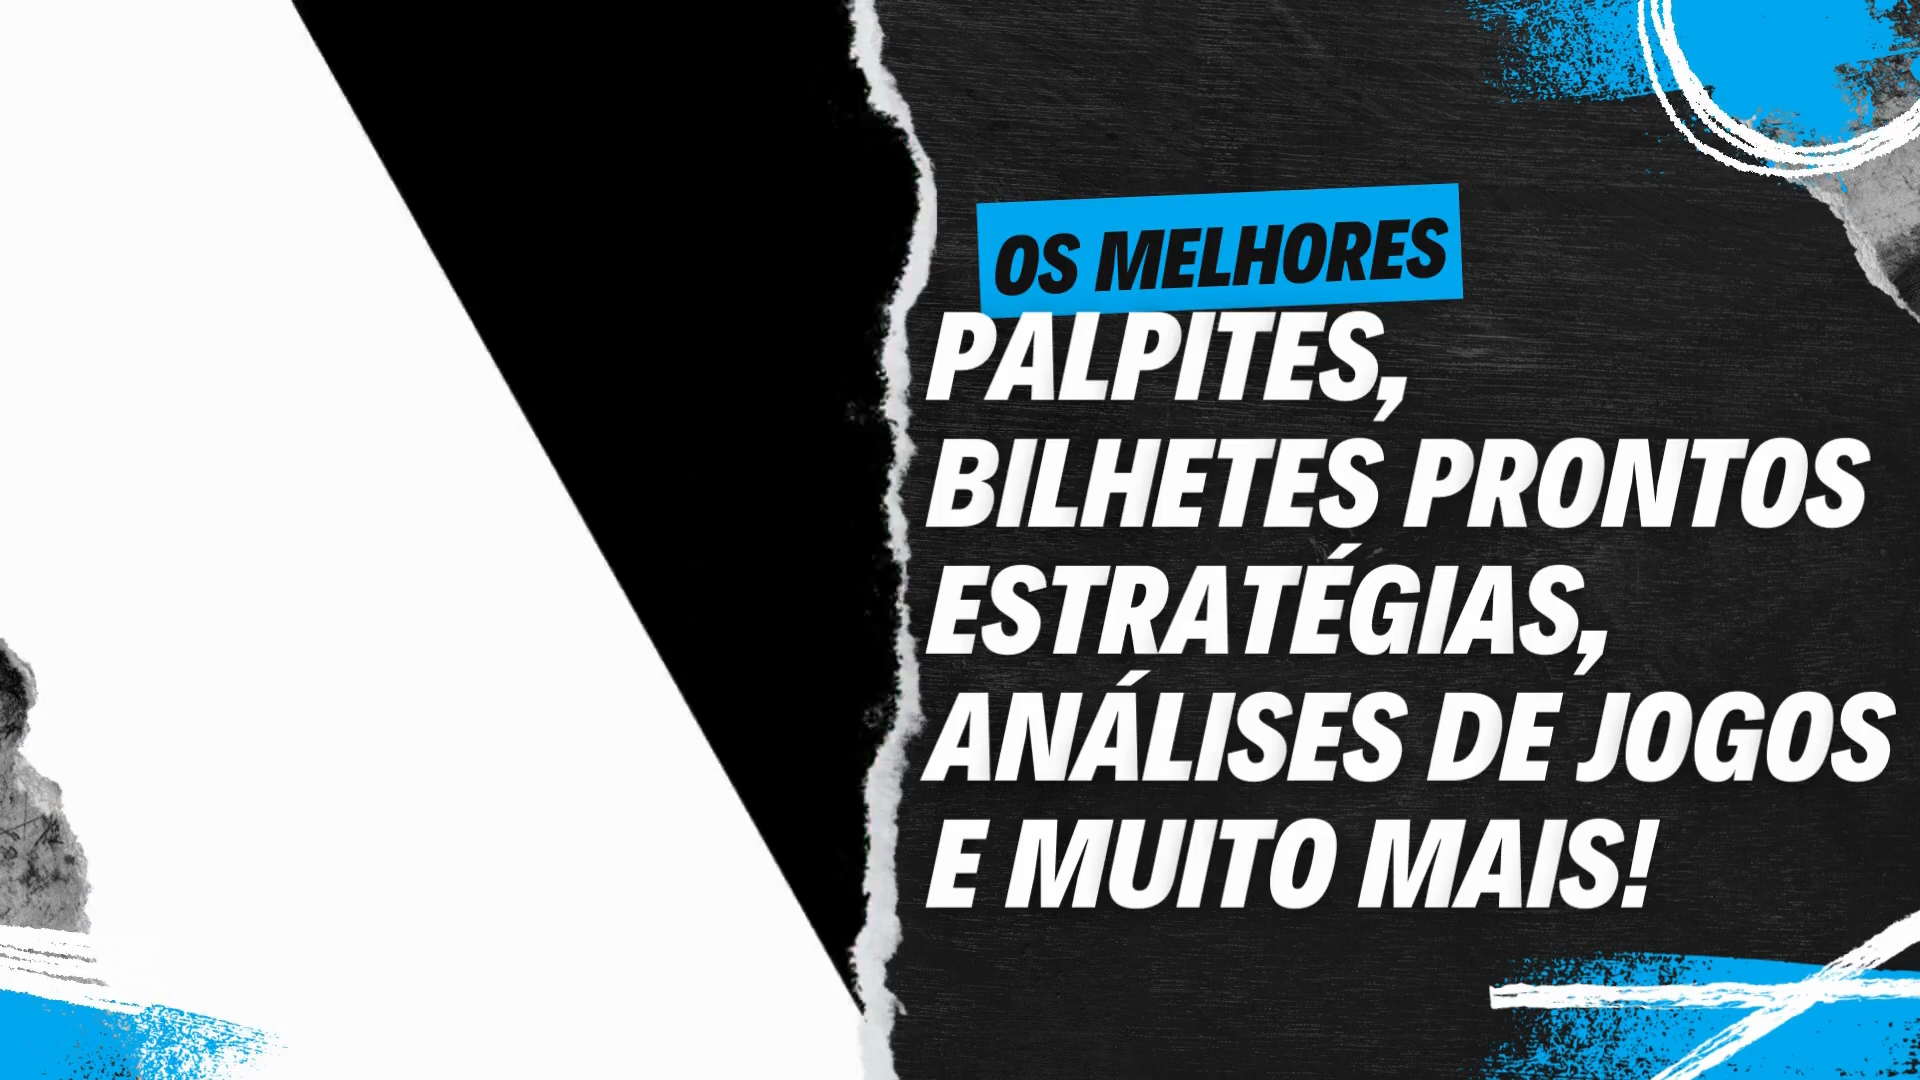 OS MELHORES
PALPITES,
BILHETES PRONTOS
ESTRATÉGIAS,
ANÁLISES DE JOGOS
E MUITO MAIS!